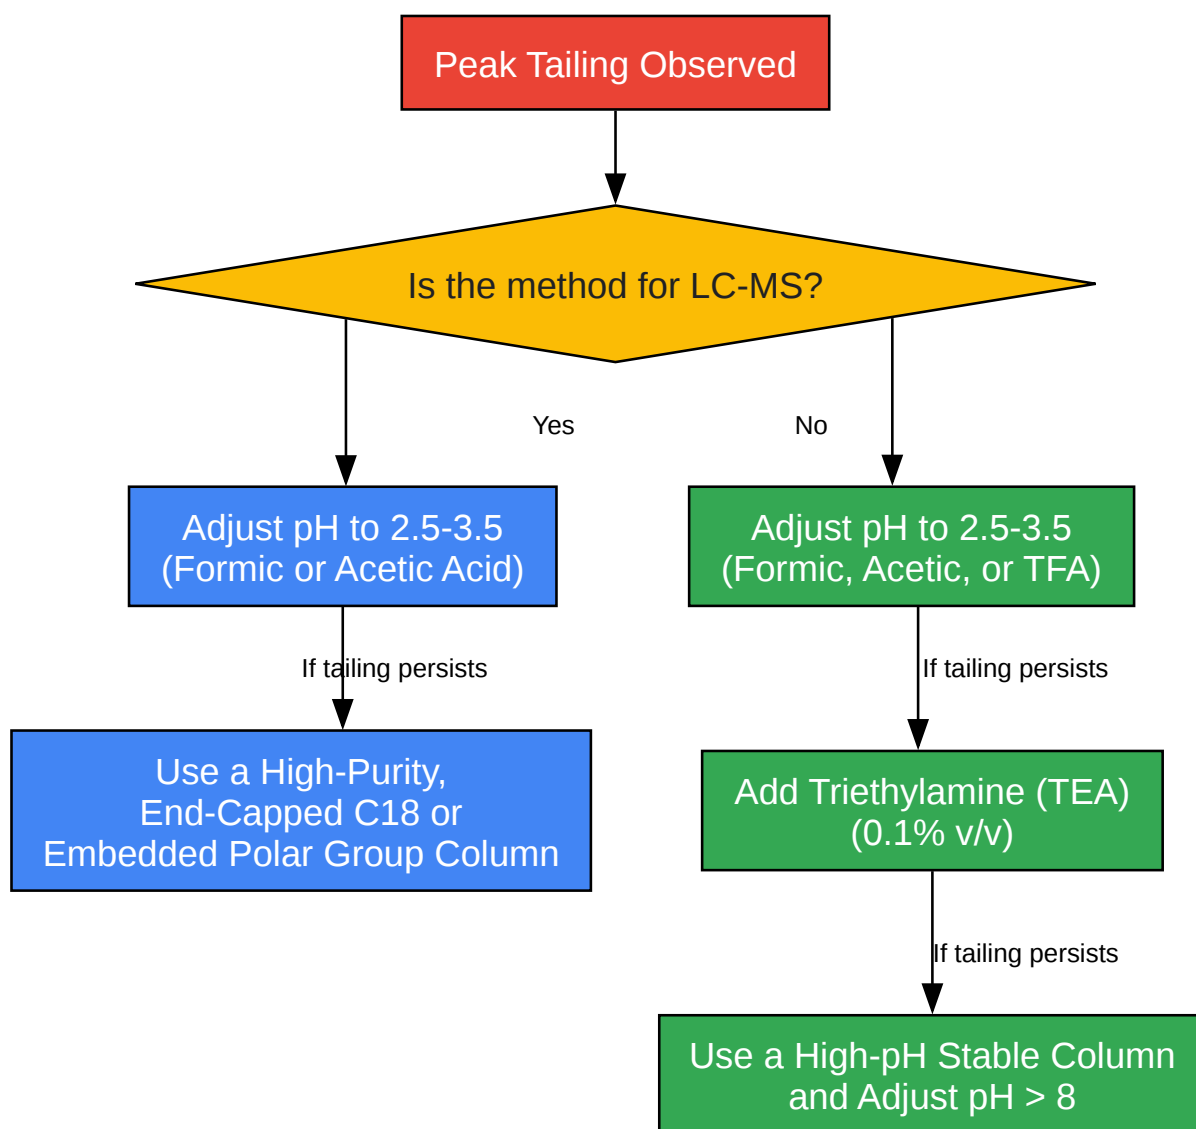 Peak Tailing Observed
Is the method for LC-MS?
Yes
No
Adjust pH to 2.5-3.5
(Formic or Acetic Acid)
Adjust pH to 2.5-3.5
(Formic, Acetic, or TFA)
If tailing persists
If tailing persists
Use a High-Purity,
End-Capped C18 or
Embedded Polar Group Column
Add Triethylamine (TEA)
(0.1% v/v)
If tailing persists
Use a High-pH Stable Column
and Adjust pH > 8